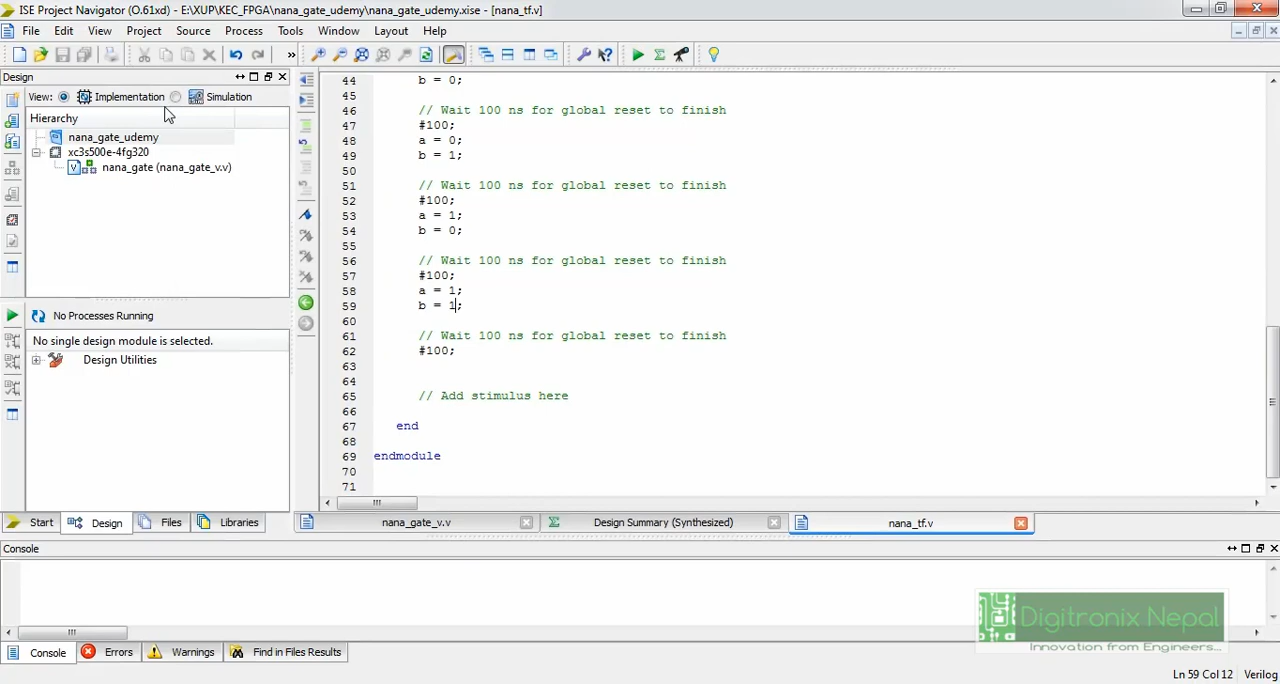 ISE Project Navigator (O.61xd) - E:\XUP\KEC_FPGA\nana_gate_udemy\nana_gate_udemy.xise - [nana_tf.v]
File Edit View Project Source Process Tools Window Layout Help
Design
View: Implementation Simulation
Hierarchy
nana_gate_udemy
xc3s500e-4fg320
nana_gate (nana_gate_v.v)
No Processes Running
No single design module is selected.
Design Utilities
Start Design Files Libraries
44 b = 0;
45
46 // Wait 100 ns for global reset to finish
47 #100;
48 a = 0;
49 b = 1;
50
51 // Wait 100 ns for global reset to finish
52 #100;
53 a = 1;
54 b = 0;
55
56 // Wait 100 ns for global reset to finish
57 #100;
58 a = 1;
59 b = 1;
60
61 // Wait 100 ns for global reset to finish
62 #100;
63
64
65 // Add stimulus here
66
67 end
68
69 endmodule
70
71
nana_gate_v.v Design Summary (Synthesized) nana_tf.v
Console
Digitronix Nepal
Innovation from Engineers...
Console Errors Warnings Find in Files Results
Ln 59 Col 12 Verilog